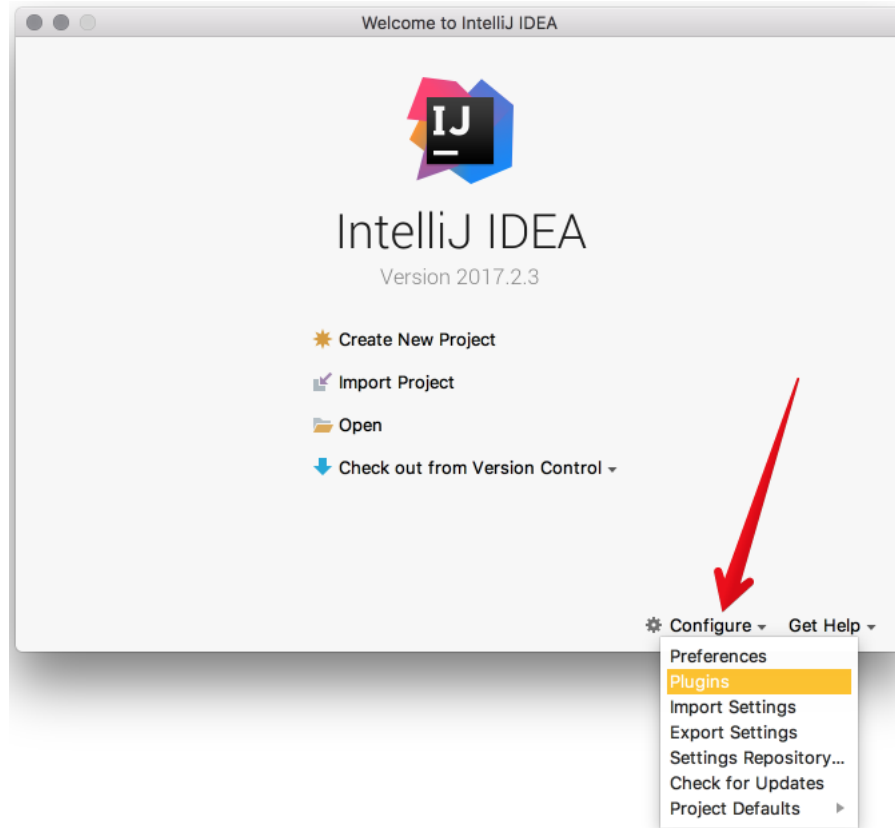 Welcome to IntelliJ IDEA
IJ
IntelliJ IDEA
Version 2017.2.3
Create New Project
Import Project
Open
Check out from Version Control
Configure Get Help
Preferences
Plugins
Import Settings
Export Settings
Settings Repository...
Check for Updates
Project Defaults